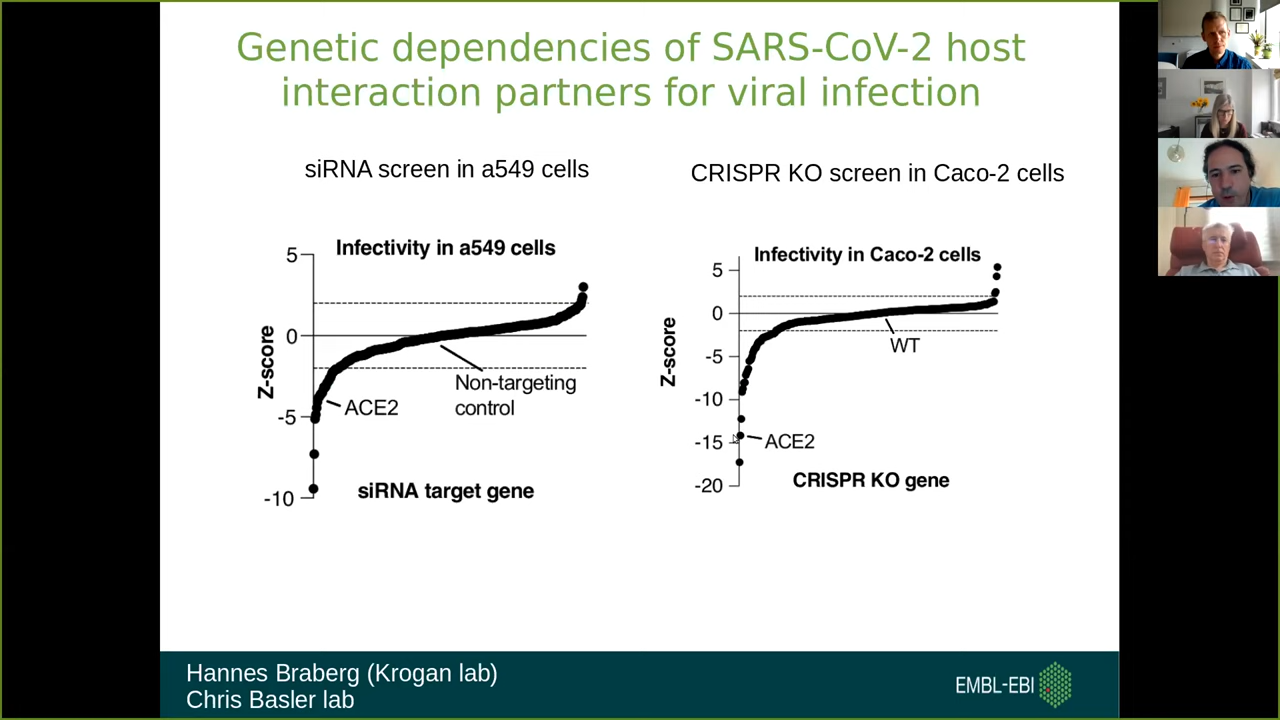 Genetic dependencies of SARS-CoV-2 host
interaction partners for viral infection
siRNA screen in a549 cells
CRISPR KO screen in Caco-2 cells
Infectivity in a549 cells
Z-score
5
0
-5
-10
Non-targeting
control
ACE2
siRNA target gene
Infectivity in Caco-2 cells
Z-score
5
0
-5
-10
-15
-20
WT
ACE2
CRISPR KO gene
Hannes Braberg (Krogan lab)
Chris Basler lab
EMBL-EBI